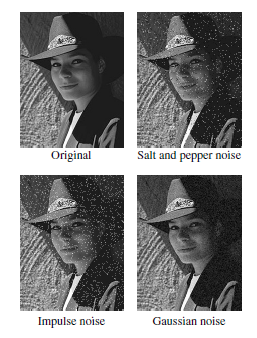 Original
Salt and pepper noise
Impulse noise
Gaussian noise